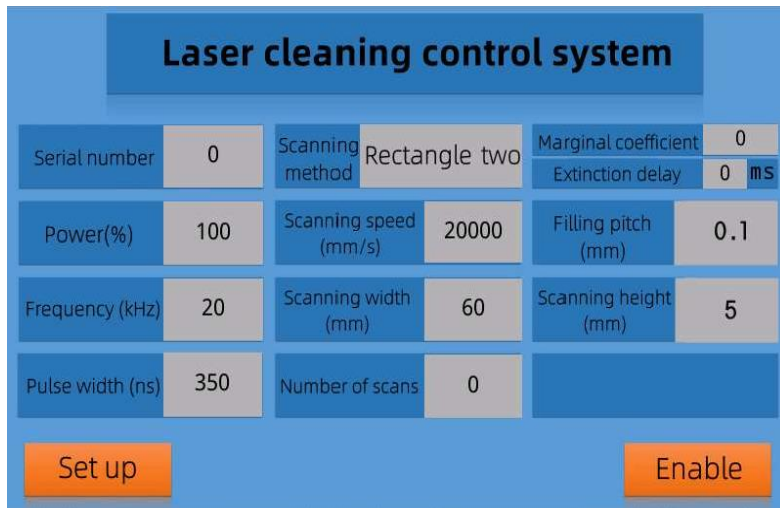 Laser cleaning control system
Serial number 0
Scanning method Rectangle two
Marginal coefficient 0
Extinction delay 0 ms
Power(%) 100
Scanning speed (mm/s) 20000
Filling pitch (mm) 0.1
Frequency (kHz) 20
Scanning width (mm) 60
Scanning height (mm) 5
Pulse width (ns) 350
Number of scans 0
Set up
Enable